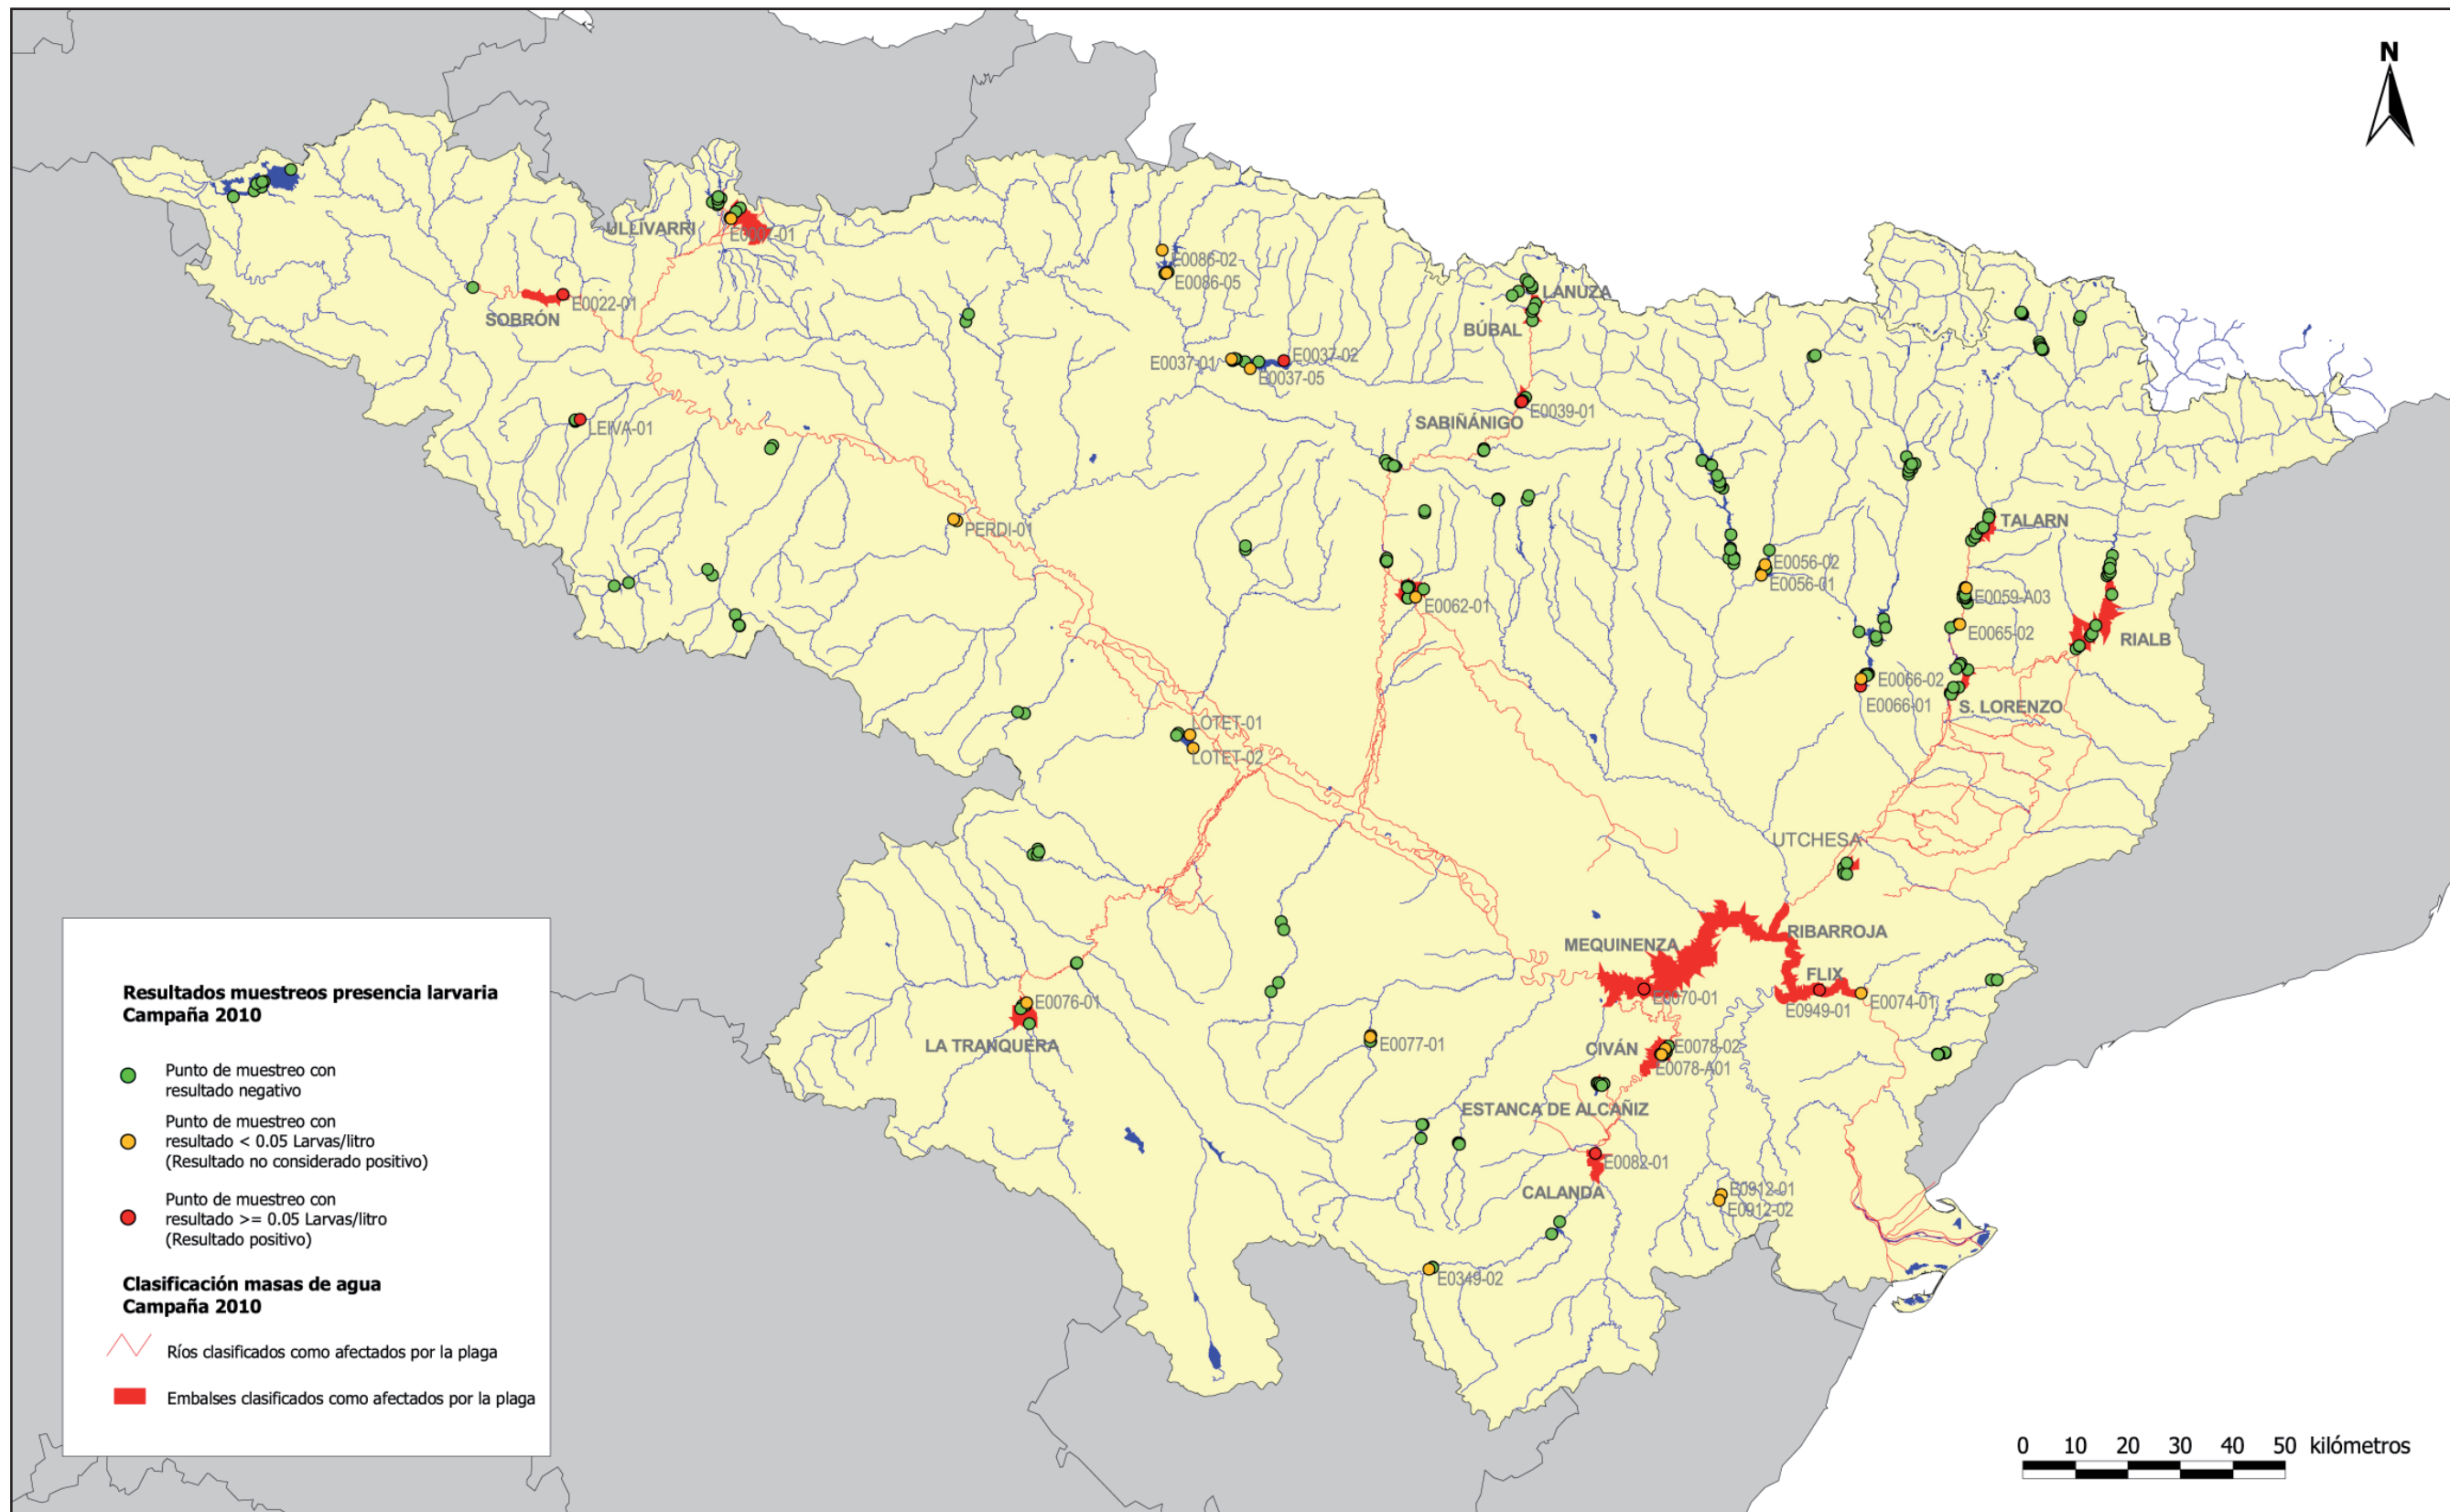 N
ULLÍVARRI
E0007-01
E0086-02
E0086-05
LANUZA
E0022-01
SOBRÓN
BÚBAL
E0037-01
E0037-02
E0037-05
E0039-01
SABIÑÁNIGO
LEIVA-01
PERDI-01
TALARN
E0056-02
E0056-01
E0059-A03
E0062-01
E0065-02
RIALB
E0066-02
E0066-01
S. LORENZO
LOTET-01
LOTET-02
UTCHESA
RIBARROJA
MEQUINENZA
FLIX
E0070-01
E0949-01
E0074-01
E0076-01
LA TRANQUERA
E0077-01
CIVÁN
E0078-02
E0078-A01
ESTANCA DE ALCAÑIZ
E0082-01
CALANDA
E0912-01
E0912-02
E0349-02
Resultados muestreos presencia larvaria
Campaña 2010
Punto de muestreo con
resultado negativo
Punto de muestreo con
resultado < 0.05 Larvas/litro
(Resultado no considerado positivo)
Punto de muestreo con
resultado >= 0.05 Larvas/litro
(Resultado positivo)
Clasificación masas de agua
Campaña 2010
Ríos clasificados como afectados por la plaga
Embalses clasificados como afectados por la plaga
0 10 20 30 40 50 kilómetros